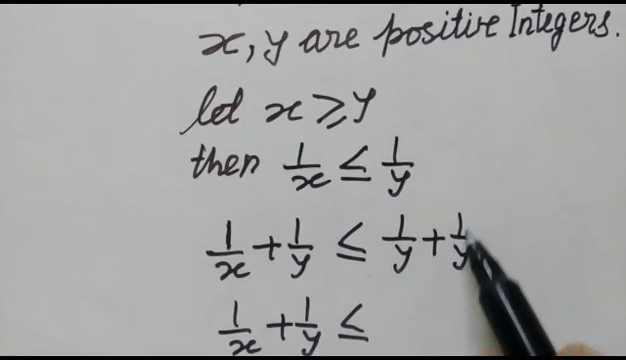 x, y are positive Integers.
let x ≥ y
then 1/x ≤ 1/y
1/x + 1/y ≤ 1/y + 1/y
1/x + 1/y ≤